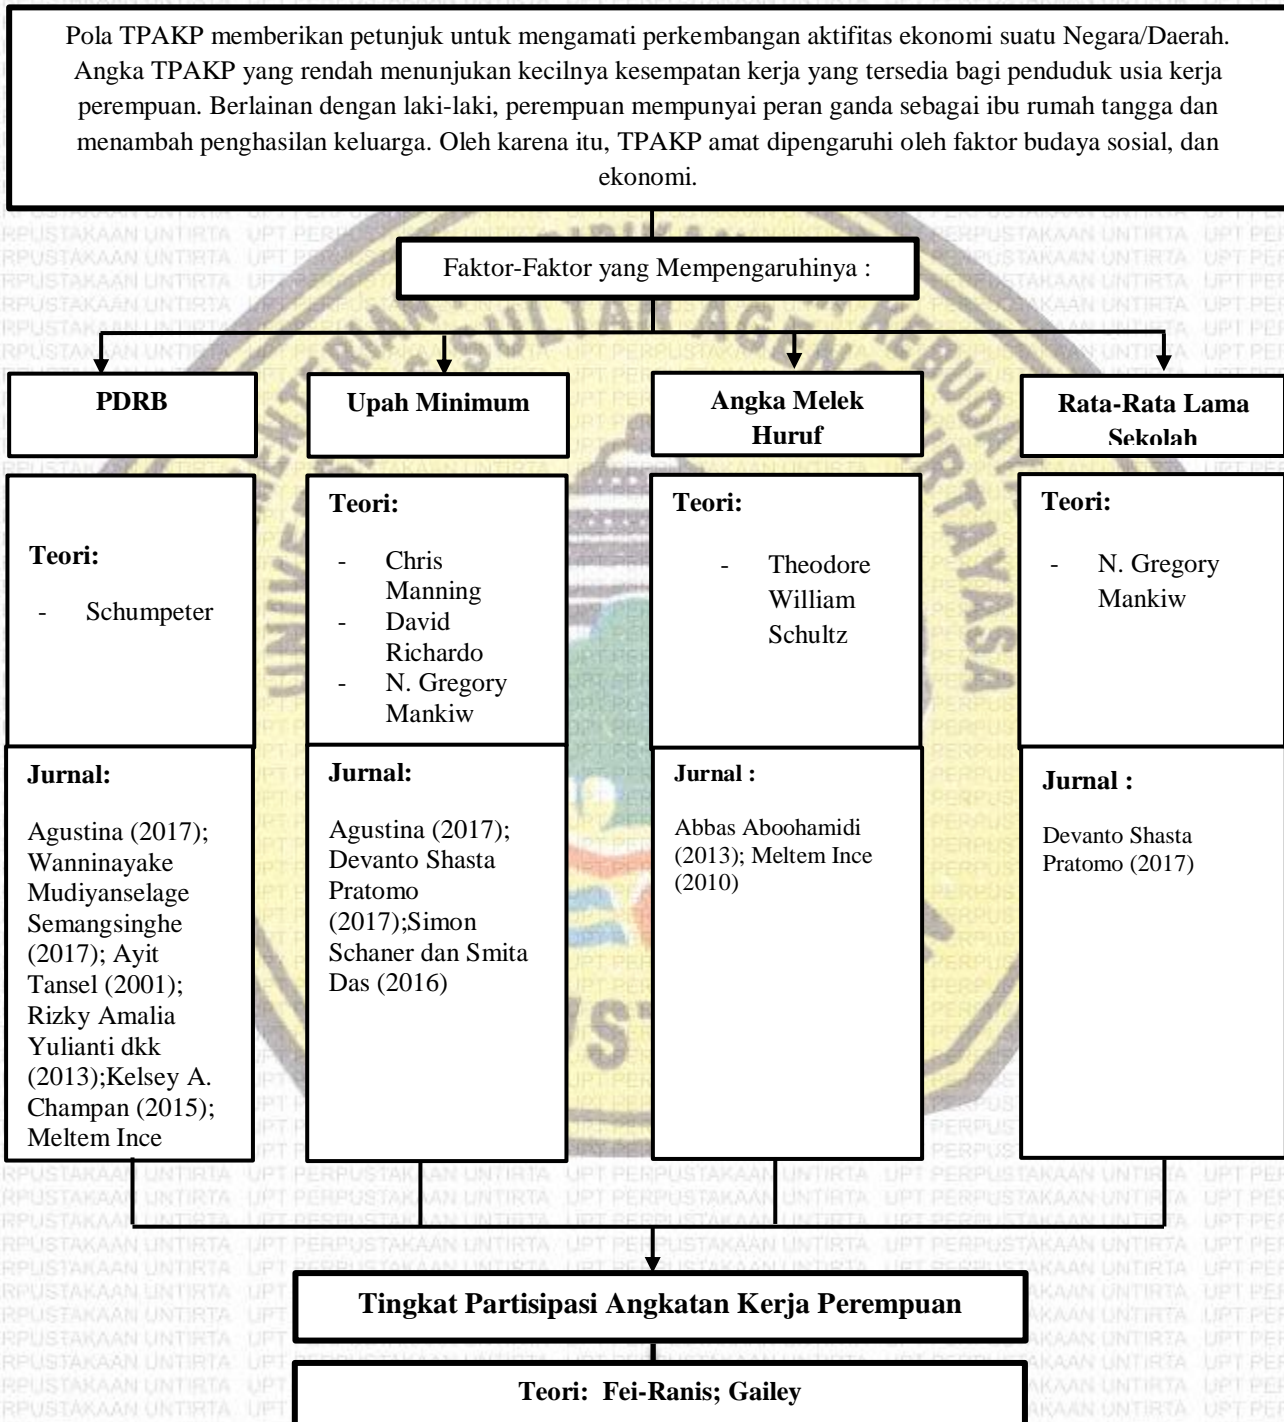 Pola TPAKP memberikan petunjuk untuk mengamati perkembangan aktifitas ekonomi suatu Negara/Daerah.
Angka TPAKP yang rendah menunjukan kecilnya kesempatan kerja yang tersedia bagi penduduk usia kerja
perempuan. Berlainan dengan laki-laki, perempuan mempunyai peran ganda sebagai ibu rumah tangga dan
menambah penghasilan keluarga. Oleh karena itu, TPAKP amat dipengaruhi oleh faktor budaya sosial, dan
ekonomi.
Faktor-Faktor yang Mempengaruhinya :
PDRB
Teori:
- Schumpeter
Jurnal:
Agustina (2017);
Wanninayake
Mudiyanselage
Semangsinghe
(2017); Ayit
Tansel (2001);
Rizky Amalia
Yulianti dkk
(2013);Kelsey A.
Champan (2015);
Meltem Ince
Upah Minimum
Teori:
- Chris
Manning
- David
Richardo
- N. Gregory
Mankiw
Jurnal:
Agustina (2017);
Devanto Shasta
Pratomo
(2017);Simon
Schaner dan Smita
Das (2016)
Angka Melek
Huruf
Teori:
- Theodore
William
Schultz
Jurnal :
Abbas Aboohamidi
(2013); Meltem Ince
(2010)
Rata-Rata Lama
Sekolah
Teori:
- N. Gregory
Mankiw
Jurnal :
Devanto Shasta
Pratomo (2017)
Tingkat Partisipasi Angkatan Kerja Perempuan
Teori: Fei-Ranis; Gailey